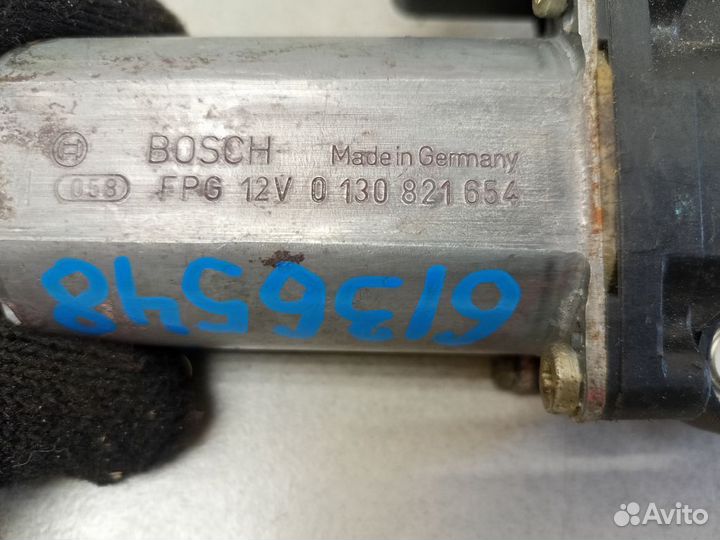 BOSCH Made in Germany
058 FPG 12V 0 130 821 654
6136548
Avito